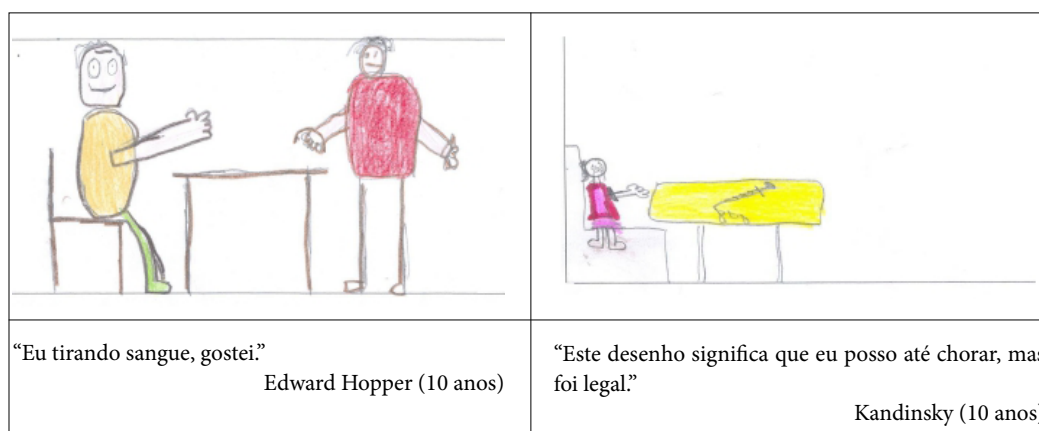 “Eu tirando sangue, gostei.”
Edward Hopper (10 anos)
“Este desenho significa que eu posso até chorar, mas
foi legal.”
Kandinsky (10 anos)